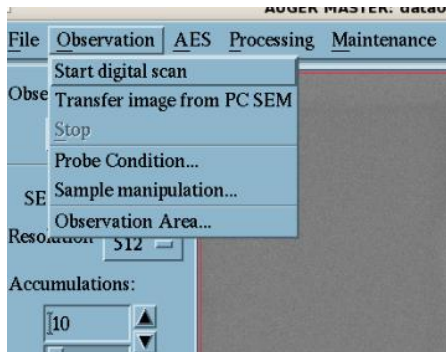 AUGER MASTER: data0
File Observation AES Processing Maintenance
Start digital scan
Obse
Transfer image from PC SEM
Stop
Probe Condition...
SE
Sample manipulation...
Observation Area...
Resolution 512
Accumulations:
10